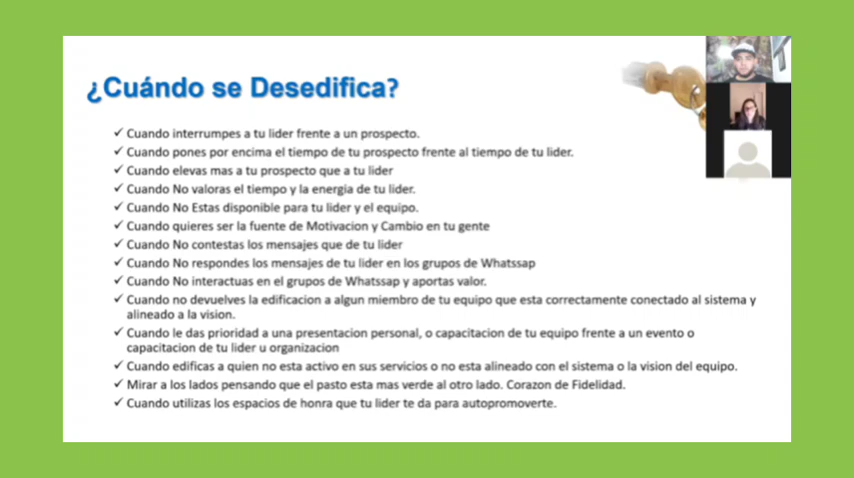 ¿Cuándo se Desedifica?
✓ Cuando interrumpes a tu lider frente a un prospecto.
✓ Cuando pones por encima el tiempo de tu prospecto frente al tiempo de tu lider.
✓ Cuando elevas mas a tu prospecto que a tu lider
✓ Cuando No valoras el tiempo y la energia de tu lider.
✓ Cuando No Estas disponible para tu lider y el equipo.
✓ Cuando quieres ser la fuente de Motivacion y Cambio en tu gente
✓ Cuando No contestas los mensajes que de tu lider
✓ Cuando No respondes los mensajes de tu lider en los grupos de Whatssap
✓ Cuando No interactuas en el grupos de Whatssap y aportas valor.
✓ Cuando no devuelves la edificacion a algun miembro de tu equipo que esta correctamente conectado al sistema y
alineado a la vision.
✓ Cuando le das prioridad a una presentacion personal, o capacitacion de tu equipo frente a un evento o
capacitacion de tu lider u organizacion
✓ Cuando edificas a quien no esta activo en sus servicios o no esta alineado con el sistema o la vision del equipo.
✓ Mirar a los lados pensando que el pasto esta mas verde al otro lado. Corazon de Fidelidad.
✓ Cuando utilizas los espacios de honra que tu lider te da para autopromoverte.